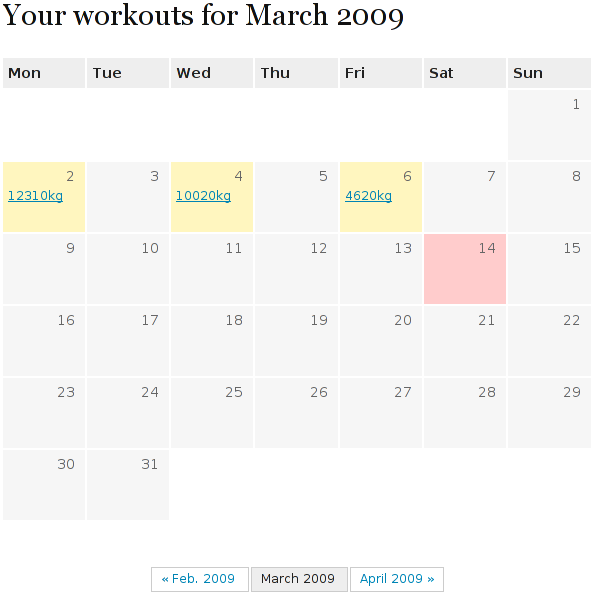 Your workouts for March 2009
Mon Tue Wed Thu Fri Sat Sun
1
2 3 4 5 6 7 8
12310kg 10020kg 4620kg
9 10 11 12 13 14 15
16 17 18 19 20 21 22
23 24 25 26 27 28 29
30 31
« Feb. 2009 March 2009 April 2009 »